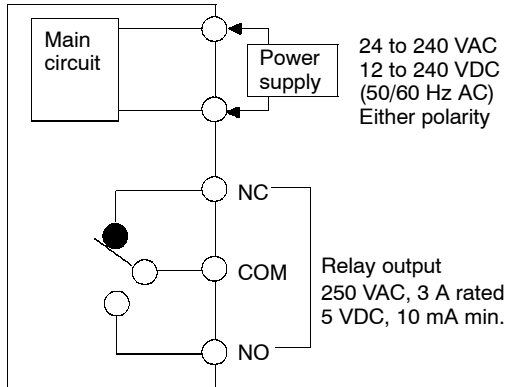 Main
circuit
Power
supply
24 to 240 VAC
12 to 240 VDC
(50/60 Hz AC)
Either polarity
NC
COM
Relay output
250 VAC, 3 A rated
5 VDC, 10 mA min.
NO